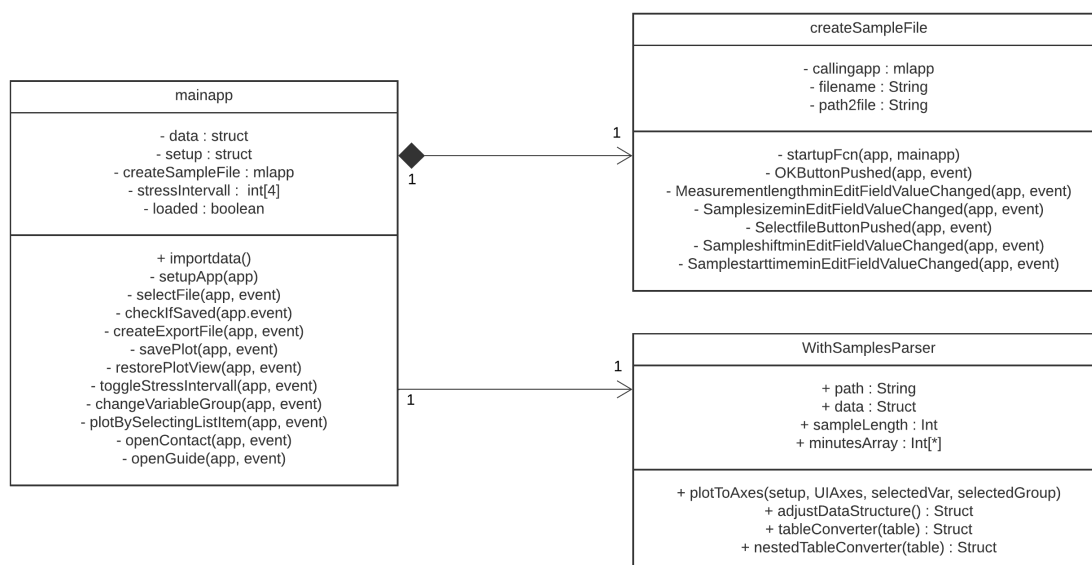 mainapp
- data : struct
- setup : struct
- createSampleFile : mlapp
- stressIntervall :  int[4]
- loaded : boolean
+ importdata()
- setupApp(app)
- selectFile(app, event)
- checkIfSaved(app.event)
- createExportFile(app, event)
- savePlot(app, event)
- restorePlotView(app, event)
- toggleStressIntervall(app, event)
- changeVariableGroup(app, event)
- plotBySelectingListItem(app, event)
- openContact(app, event)
- openGuide(app, event)
1
1
1
1
createSampleFile
- callingapp : mlapp
- filename : String
- path2file : String
- startupFcn(app, mainapp)
- OKButtonPushed(app, event)
- MeasurementlengthminEditFieldValueChanged(app, event)
- SamplesizeminEditFieldValueChanged(app, event)
- SelectfileButtonPushed(app, event)
- SampleshiftminEditFieldValueChanged(app, event)
- SamplestarttimeminEditFieldValueChanged(app, event)
WithSamplesParser
+ path : String
+ data : Struct
+ sampleLength : Int
+ minutesArray : Int[*]
+ plotToAxes(setup, UIAxes, selectedVar, selectedGroup)
+ adjustDataStructure() : Struct
+ tableConverter(table) : Struct
+ nestedTableConverter(table) : Struct